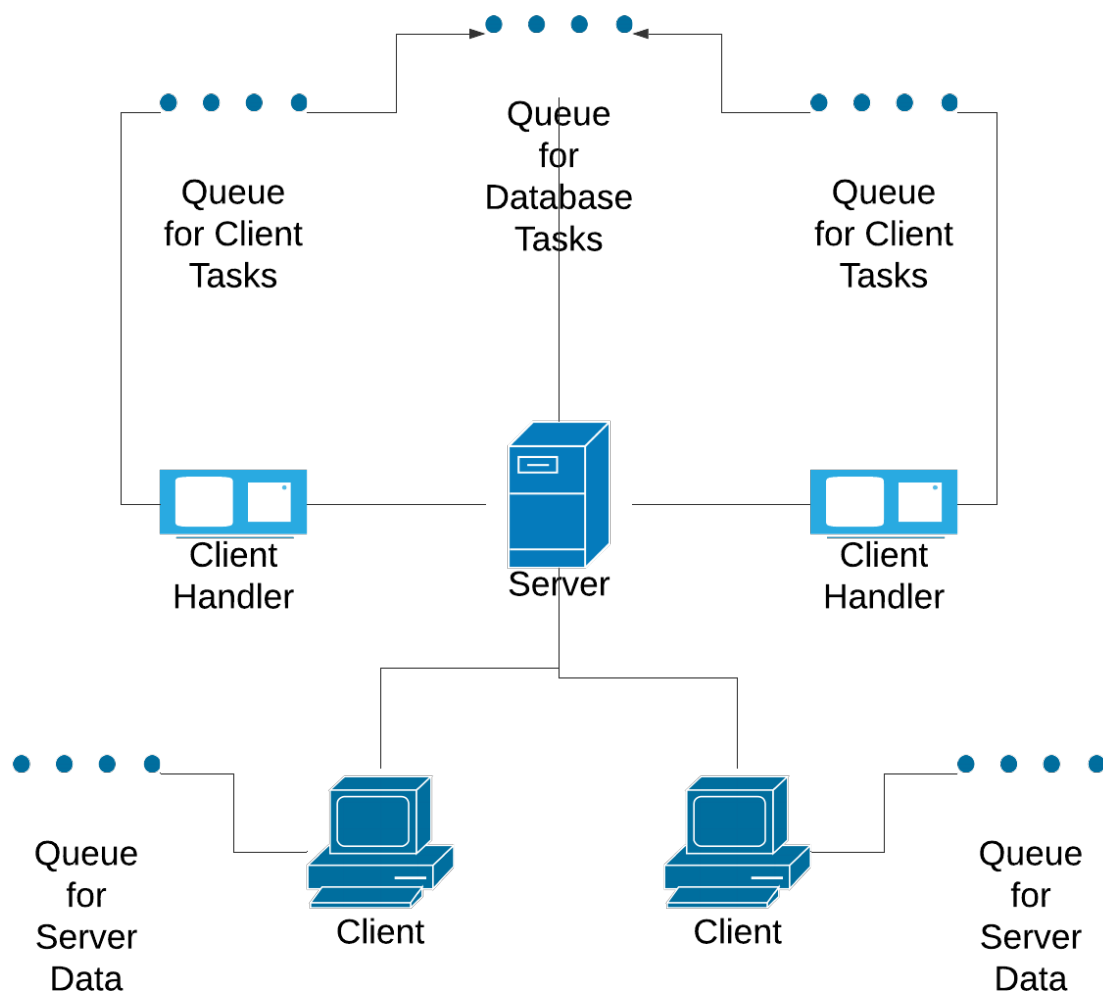 Queue
for
Database
Tasks
Queue
for Client
Tasks
Queue
for Client
Tasks
Client
Handler
Server
Client
Handler
Queue
for
Server
Data
Client
Client
Queue
for
Server
Data